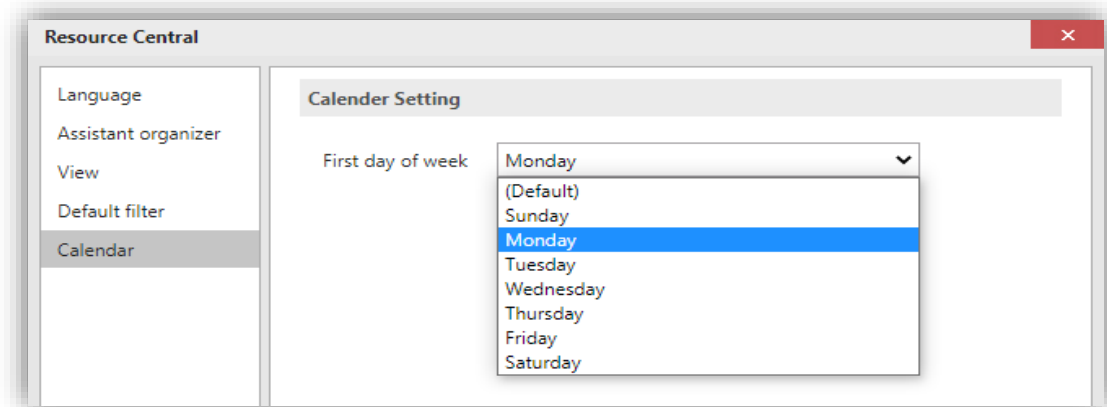 Resource Central
Language
Assistant organizer
View
Default filter
Calendar
Calender Setting
First day of week
Monday
(Default)
Sunday
Monday
Tuesday
Wednesday
Thursday
Friday
Saturday